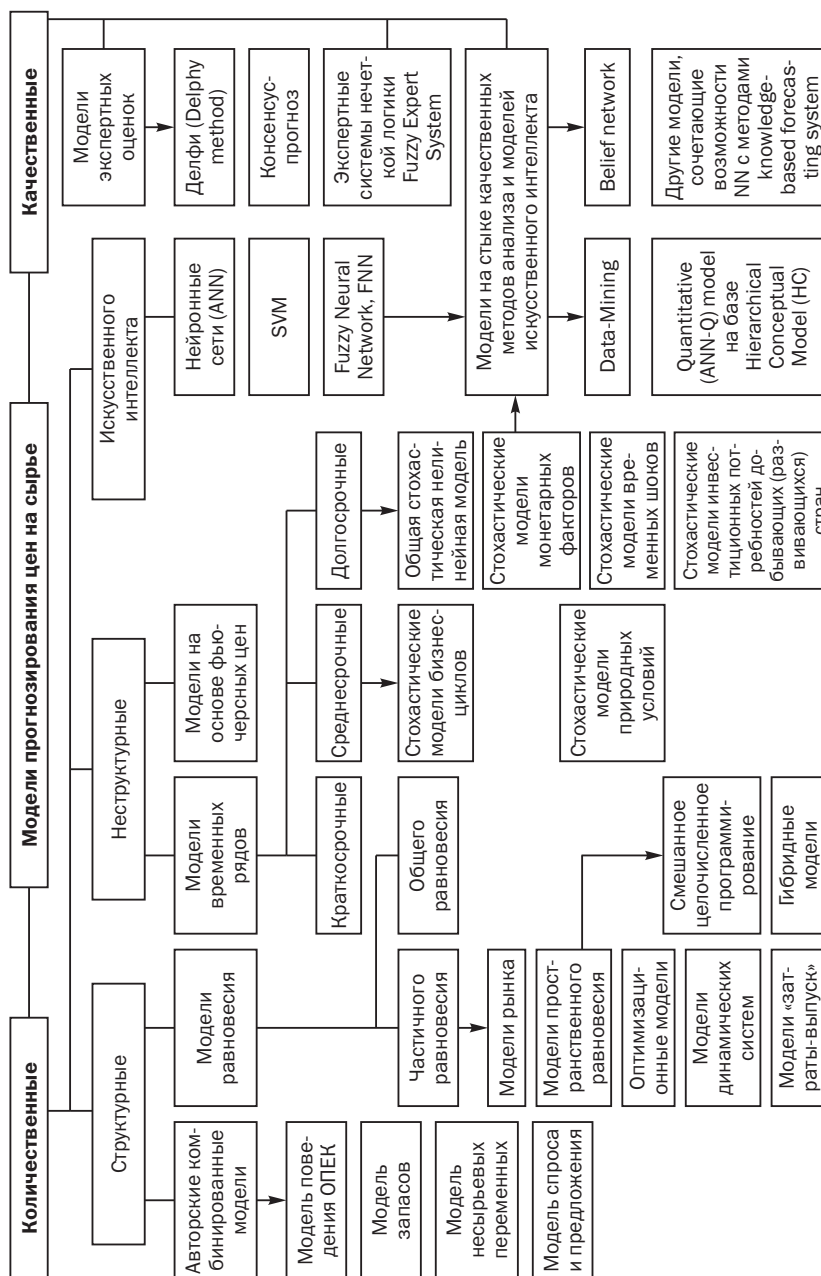 Модели прогнозирования цен на сырье
Количественные
Качественные
Структурные
Неструктурные
Искусственного
интеллекта
Модели
экспертных
оценок
Авторские ком-
бинированные
модели
Модели
равновесия
Модели
временных
рядов
Модели на
основе фью-
черсных цен
Нейронные
сети (ANN)
Делфи (Delphy
method)
Модель пове-
дения ОПЕК
SVM
Консенсус-
прогноз
Краткосрочные
Среднесрочные
Долгосрочные
Fuzzy Neural
Network, FNN
Экспертные
системы нечет-
кой логики
Fuzzy Expert
System
Модель
запасов
Частичного
равновесия
Общего
равновесия
Стохастические
модели бизнес-
циклов
Общая стохас-
тическая нели-
нейная модель
Модель
несырьевых
переменных
Модели рынка
Стохастические
модели
монетарных
факторов
Модели на стыке качественных
методов анализа и моделей
искусственного интеллекта
Модель спроса
и предложения
Модели прост-
ранственного
равновесия
Стохастические
модели
природных
условий
Стохастические
модели вре-
менных шоков
Data-Mining
Belief network
Оптимизаци-
онные модели
Модели
динамических
систем
Смешанное
целочисленное
программи-
рование
Стохастические
модели инвес-
тиционных пот-
ребностей до-
бывающих (раз-
вивающихся)
стран
Quantitative
(ANN-Q) model
на базе
Hierarchical
Conceptual
Model (HC)
Другие модели,
сочетающие
возможности
NN с методами
knowledge-
based forecas-
ting system
Модели «зат-
раты-выпуск»
Гибридные
модели